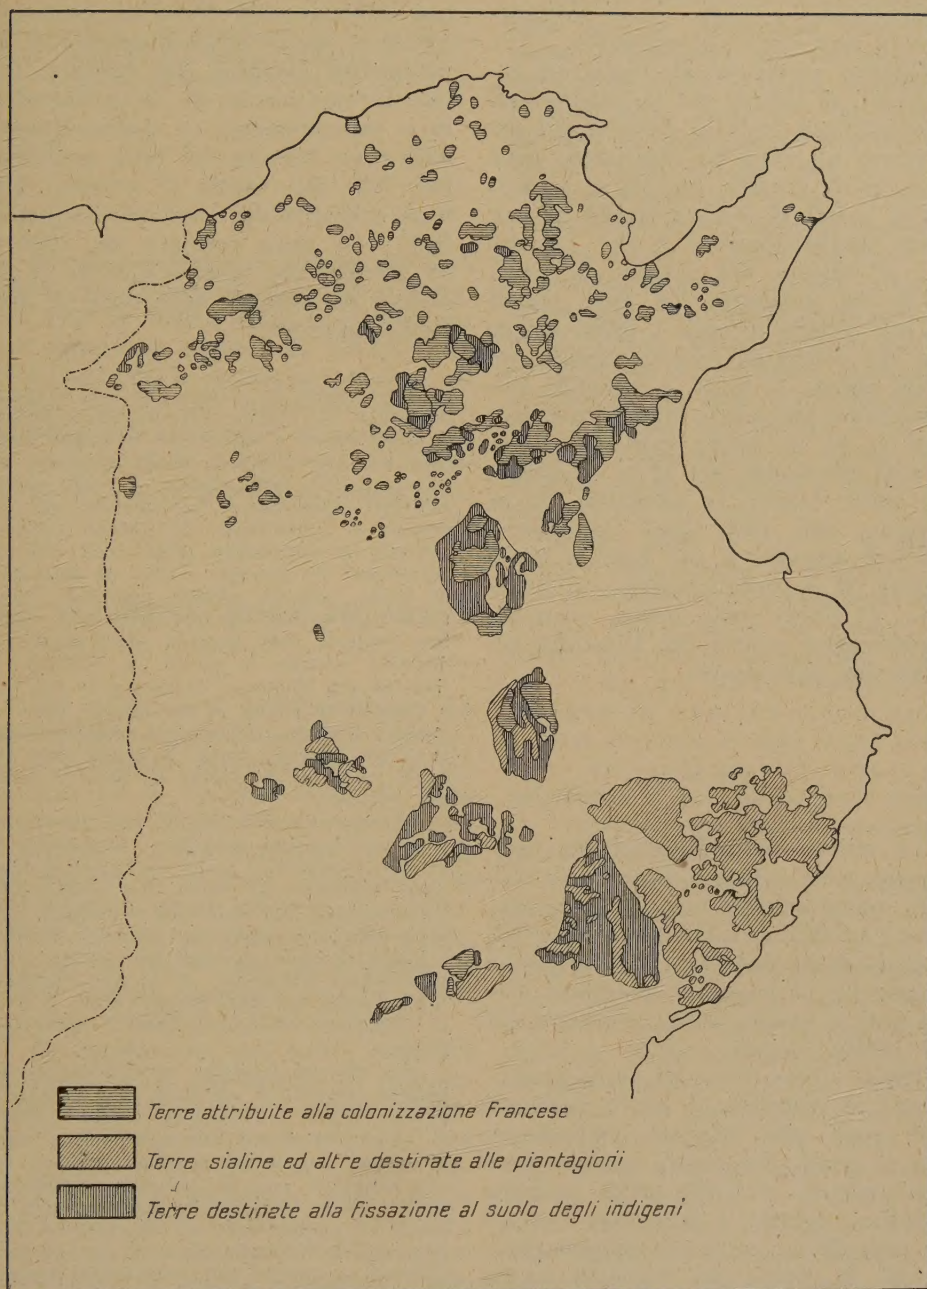 Terre attribuite alla colonizzazione Francese
Terre sialine ed altre destinate alle piantagioni
Terre destinate alla fissazione al suolo degli indigeni